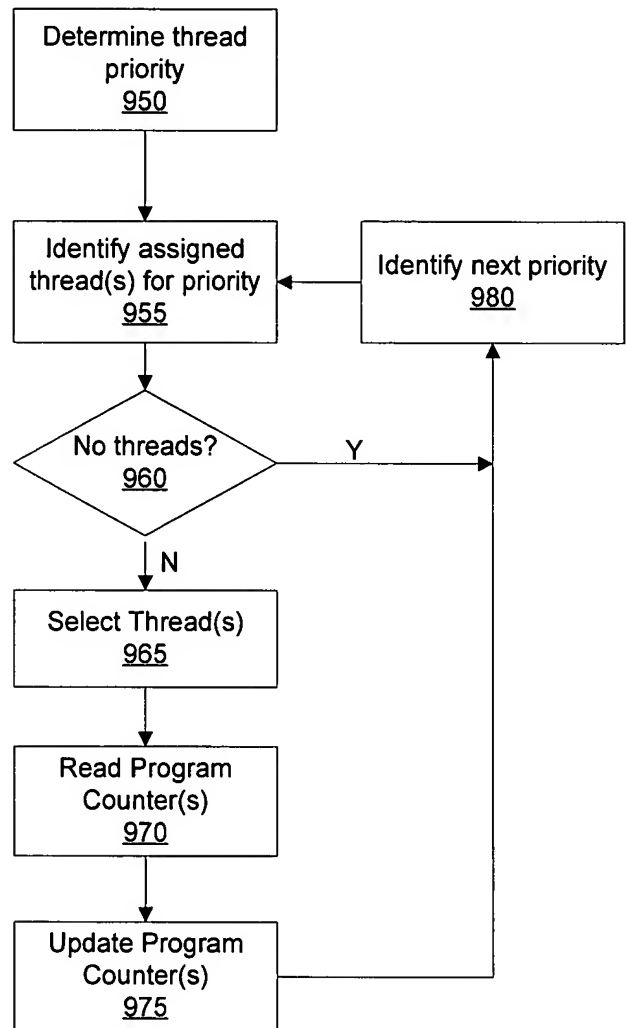 Determine thread
priority
950
Identify assigned
thread(s) for priority
955
Identify next priority
980
No threads?
960
Y
N
Select Thread(s)
965
Read Program
Counter(s)
970
Update Program
Counter(s)
975